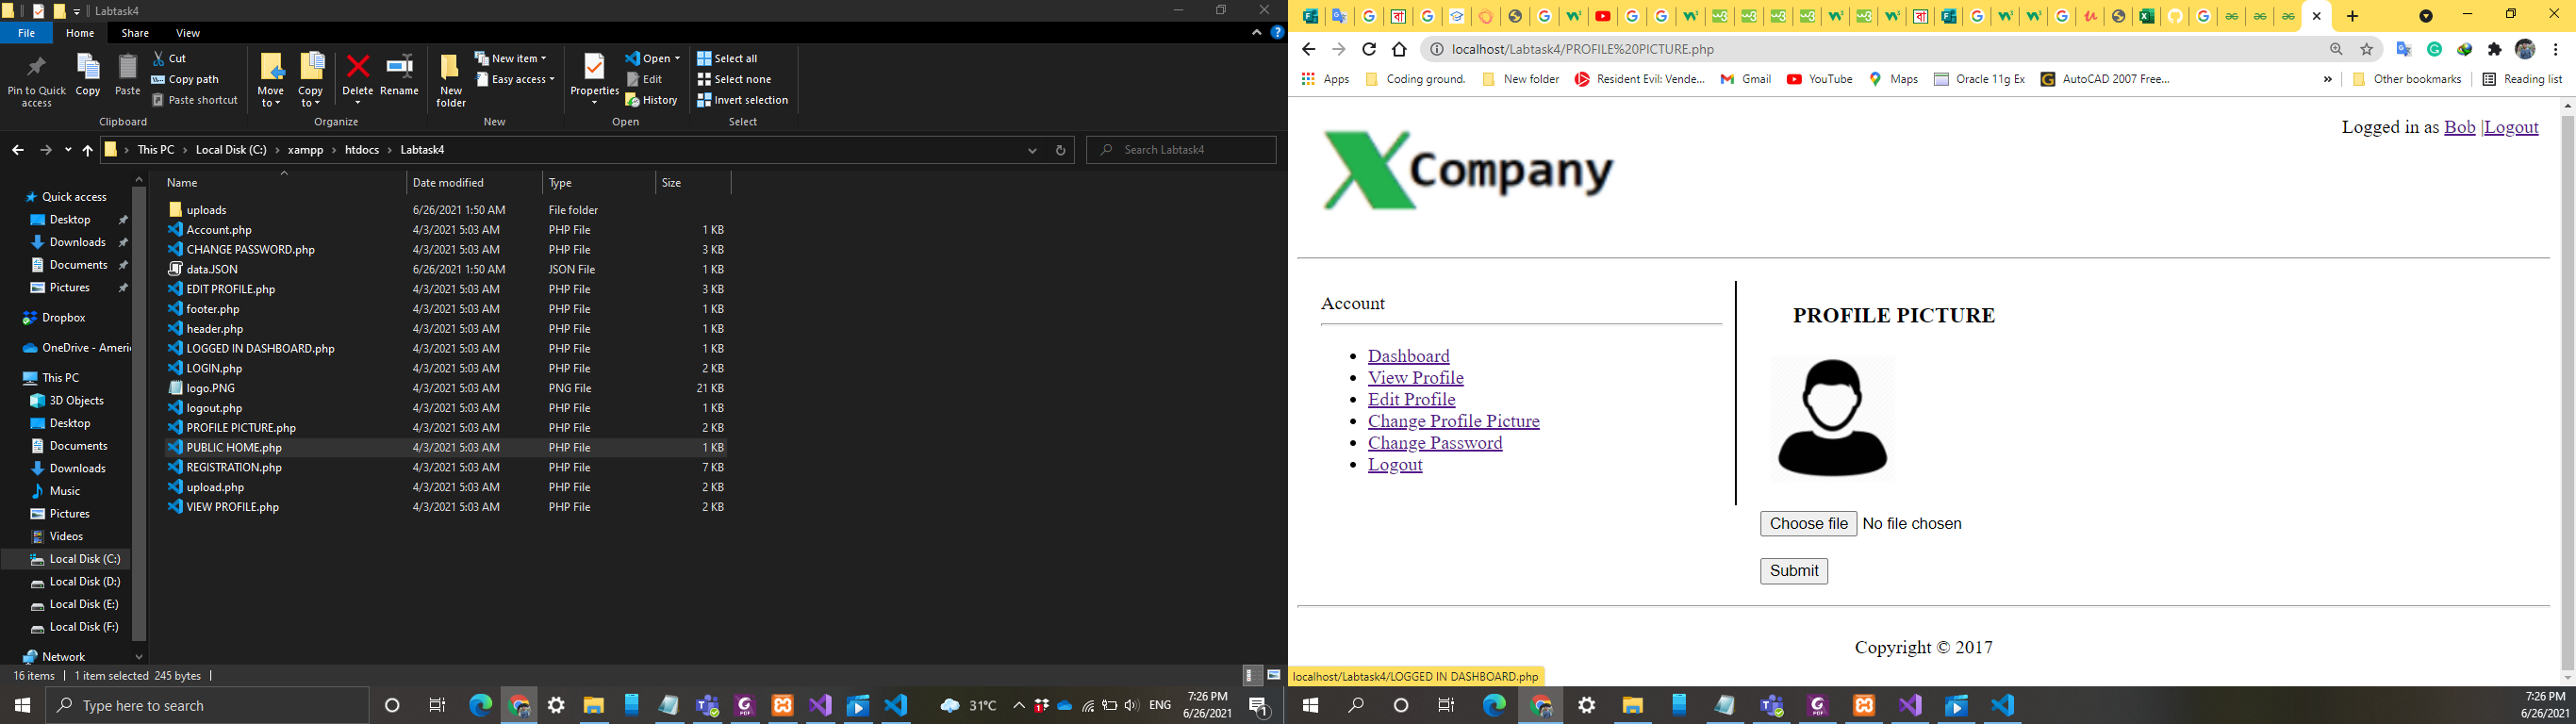 Labtask4
File Home Share View
Pin to Quick access
Copy
Paste
Cut
Copy path
Paste shortcut
Clipboard
Move to
Copy to
Delete
Rename
Organize
New folder
New item
Easy access
New
Properties
Open
Edit
History
Open
Select all
Select none
Invert selection
Select
This PC › Local Disk (C:) › xampp › htdocs › Labtask4
Search Labtask4
Quick access
Desktop
Downloads
Documents
Pictures
Dropbox
OneDrive - Ameri
This PC
3D Objects
Desktop
Documents
Downloads
Music
Pictures
Videos
Local Disk (C:)
Local Disk (D:)
Local Disk (E:)
Local Disk (F:)
Network
Name Date modified Type Size
uploads 6/26/2021 1:50 AM File folder
Account.php 4/3/2021 5:03 AM PHP File 1 KB
CHANGE PASSWORD.php 4/3/2021 5:03 AM PHP File 3 KB
data.JSON 6/26/2021 1:50 AM JSON File 1 KB
EDIT PROFILE.php 4/3/2021 5:03 AM PHP File 3 KB
footer.php 4/3/2021 5:03 AM PHP File 1 KB
header.php 4/3/2021 5:03 AM PHP File 1 KB
LOGGED IN DASHBOARD.php 4/3/2021 5:03 AM PHP File 1 KB
LOGIN.php 4/3/2021 5:03 AM PHP File 2 KB
logo.PNG 4/3/2021 5:03 AM PNG File 21 KB
logout.php 4/3/2021 5:03 AM PHP File 1 KB
PROFILE PICTURE.php 4/3/2021 5:03 AM PHP File 2 KB
PUBLIC HOME.php 4/3/2021 5:03 AM PHP File 1 KB
REGISTRATION.php 4/3/2021 5:03 AM PHP File 7 KB
upload.php 4/3/2021 5:03 AM PHP File 2 KB
VIEW PROFILE.php 4/3/2021 5:03 AM PHP File 2 KB
16 items 1 item selected 245 bytes
Type here to search
31°C
ENG
7:26 PM
6/26/2021
localhost/Labtask4/PROFILE%20PICTURE.php
Apps Coding ground. New folder Resident Evil: Vende... Gmail YouTube Maps Oracle 11g Ex AutoCAD 2007 Free... » Other bookmarks Reading list
X Company
Logged in as Bob |Logout
Account
Dashboard
View Profile
Edit Profile
Change Profile Picture
Change Password
Logout
PROFILE PICTURE
Choose file No file chosen
Submit
Copyright © 2017
localhost/Labtask4/LOGGED IN DASHBOARD.php
7:26 PM
6/26/2021